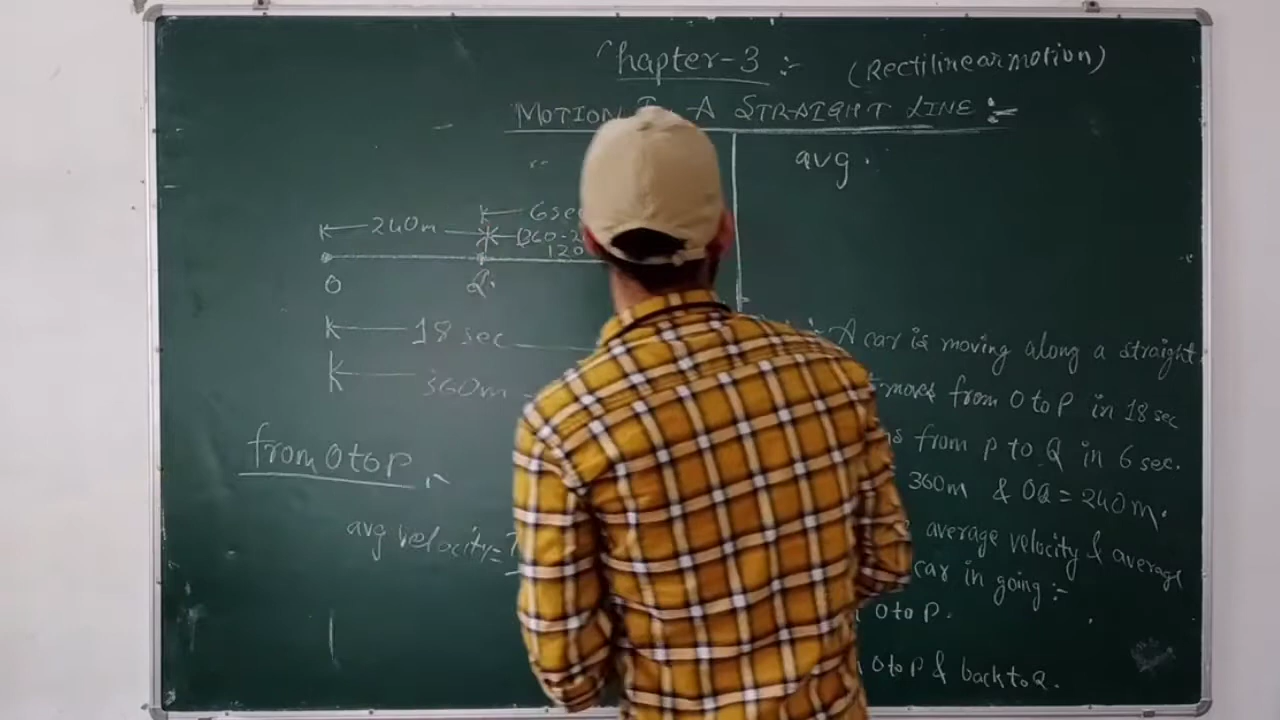 Chapter-3 :-
(Rectilinear motion)
MOTION A STRAIGHT LINE :-
avg.
240m
6sec
120
O
Q.
18 sec
360m
from O to P
avg velocity =
A car is moving along a straight
moves from O to P in 18 sec
from P to Q in 6 sec.
360m & OQ = 240m.
average velocity & average
car in going :-
O to P.
O to P & back to Q.